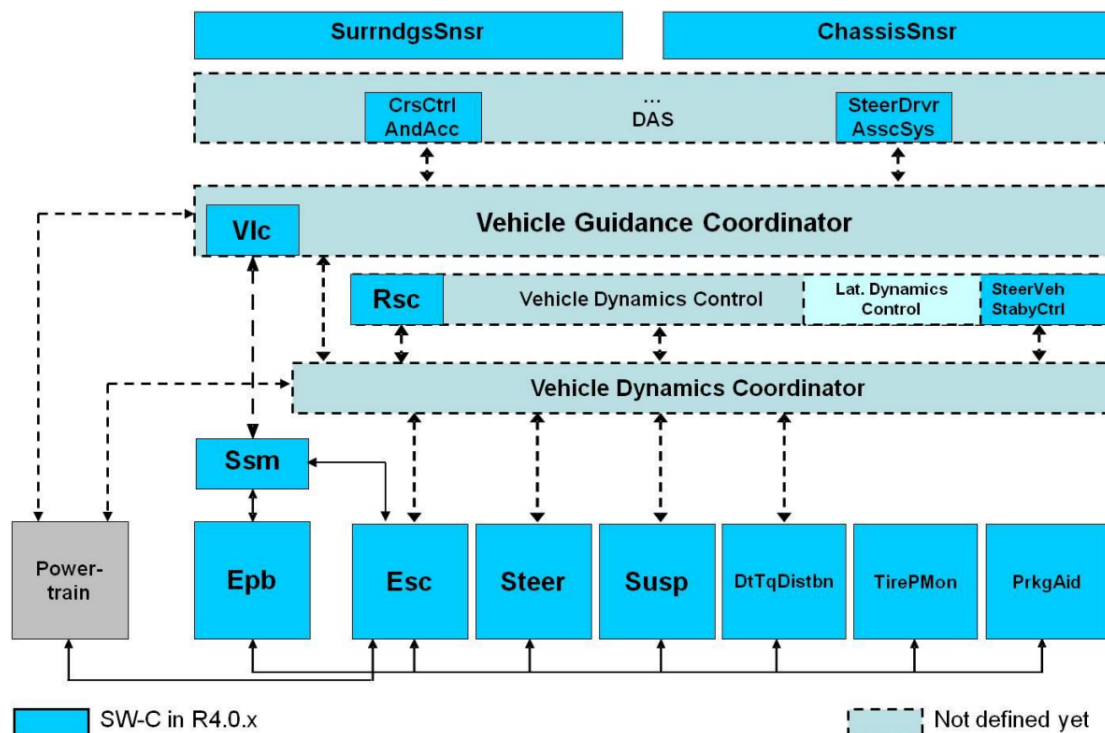 SurrndgsSnsr
ChassisSnsr
CrsCtrl
AndAcc
...
DAS
SteerDrvr
AsscSys
Vlc
Vehicle Guidance Coordinator
Rsc
Vehicle Dynamics Control
Lat. Dynamics
Control
SteerVeh
StabyCtrl
Vehicle Dynamics Coordinator
Ssm
Power-
train
Epb
Esc
Steer
Susp
DtTqDistbn
TirePMon
PrkgAid
SW-C in R4.0.x
Not defined yet